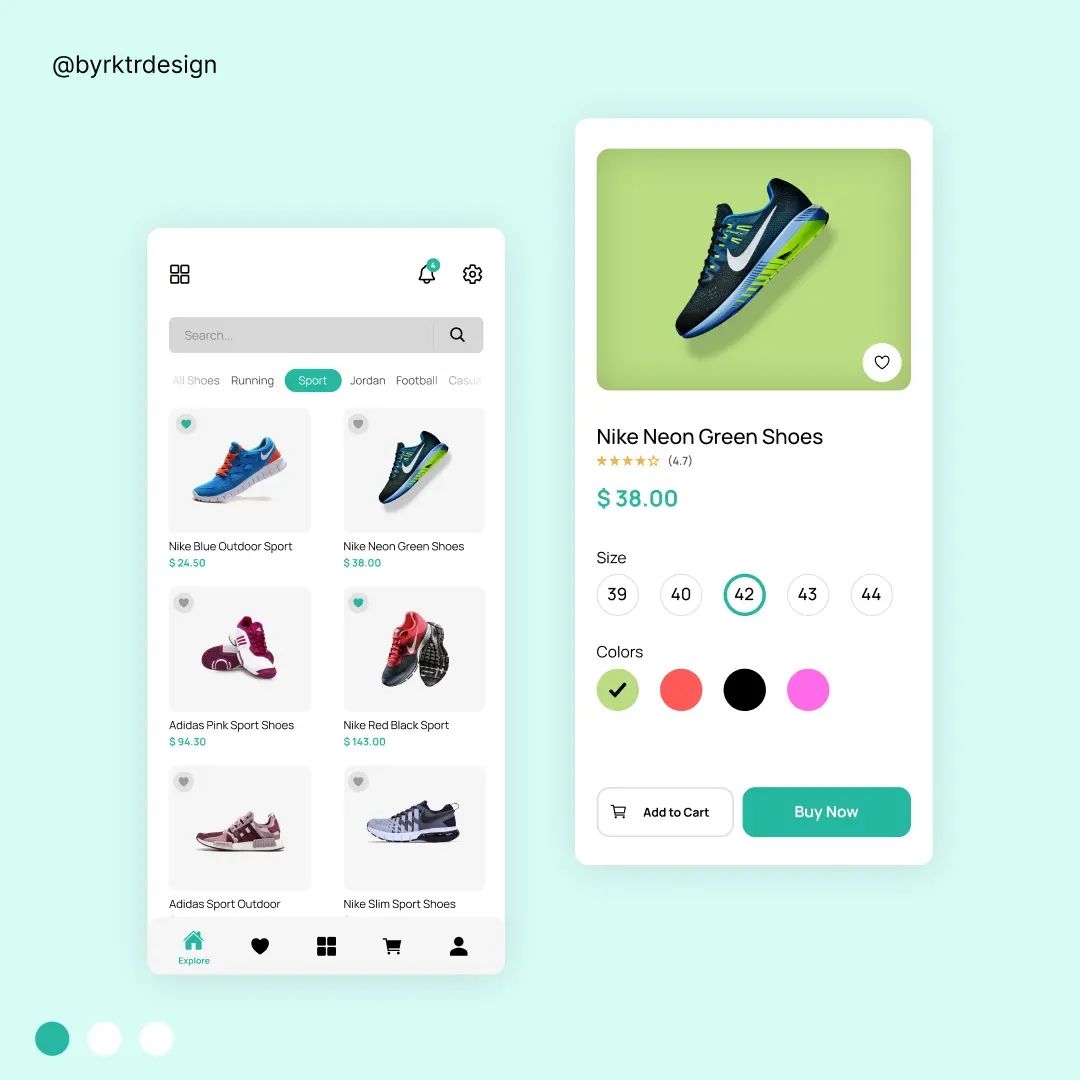 @byrktrdesign
4
Search...
All Shoes Running Sport Jordan Football Casua
Nike Blue Outdoor Sport
$ 24.50
Nike Neon Green Shoes
$ 38.00
Adidas Pink Sport Shoes
$ 94.30
Nike Red Black Sport
$ 143.00
Adidas Sport Outdoor
Nike Slim Sport Shoes
Explore
Nike Neon Green Shoes
(4.7)
$ 38.00
Size
39 40 42 43 44
Colors
Add to Cart
Buy Now